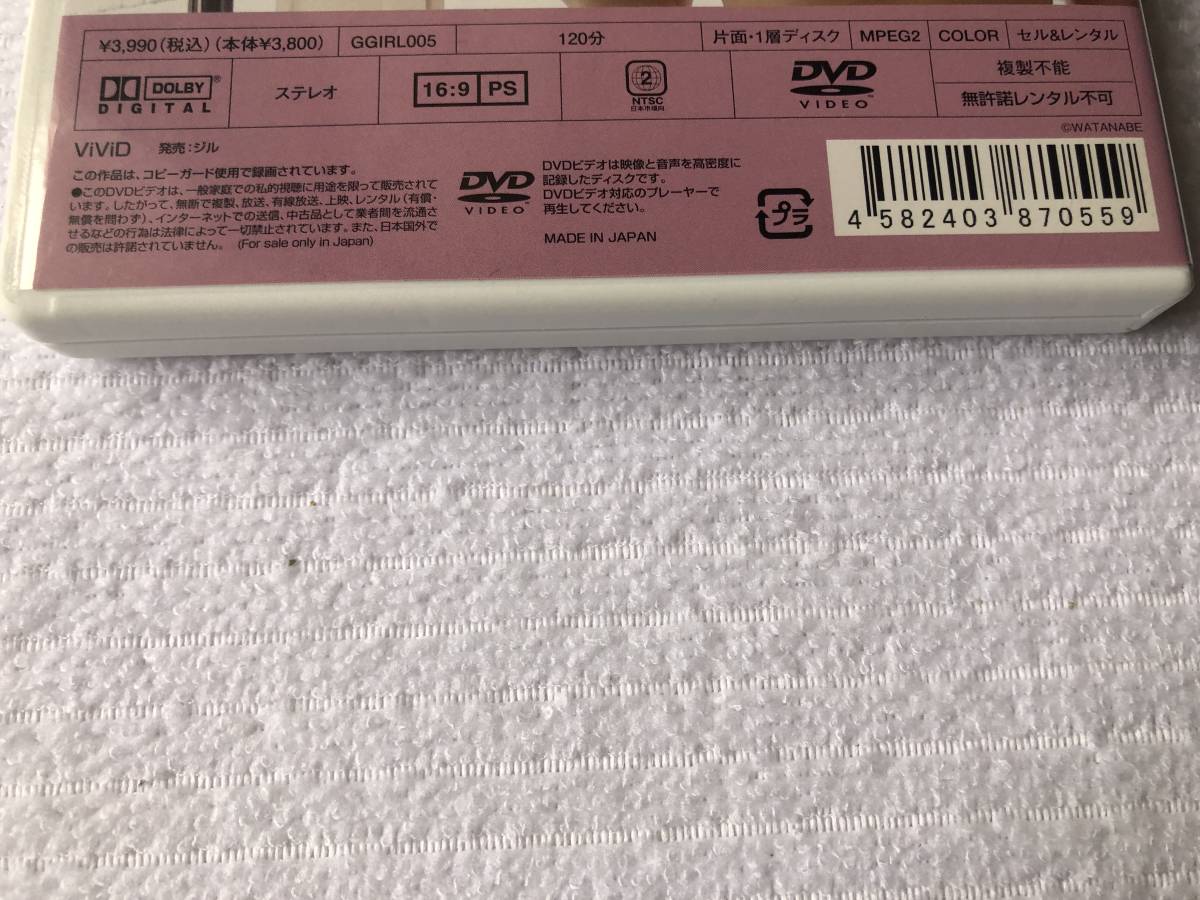 ¥3,990(税込)(本体¥3,800) GGIRL005 120分 片面・1層ディスク MPEG2 COLOR セル&レンタル
DOLBY®
DIGITAL
ステレオ
16:9 PS
2
NTSC
日本市場向
DVD
VIDEO
複製不能
無許諾レンタル不可
©WATANABE
ViViD 発売:ジル
この作品は、コピーガード使用で録画されています。
●このDVDビデオは、一般家庭での私的視聴に用途を限って販売されて
います。したがって、無断で複製、放送、有線放送、上映、レンタル(有償・
無償を問わず)、インターネットでの送信、中古品として業者間を流通さ
せるなどの行為は法律によって一切禁止されています。また、日本国外で
の販売は許諾されていません。 (For sale only in Japan)
DVD
VIDEO
DVDビデオは映像と音声を高密度に
記録したディスクです。
DVDビデオ対応のプレーヤーで
再生してください。
MADE IN JAPAN
プラ
4 582403 870559